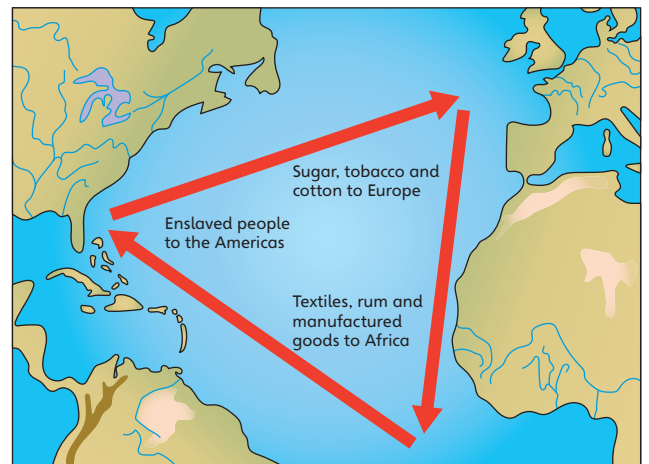 Sugar, tobacco and
cotton to Europe
Enslaved people
to the Americas
Textiles, rum and
manufactured
goods to Africa